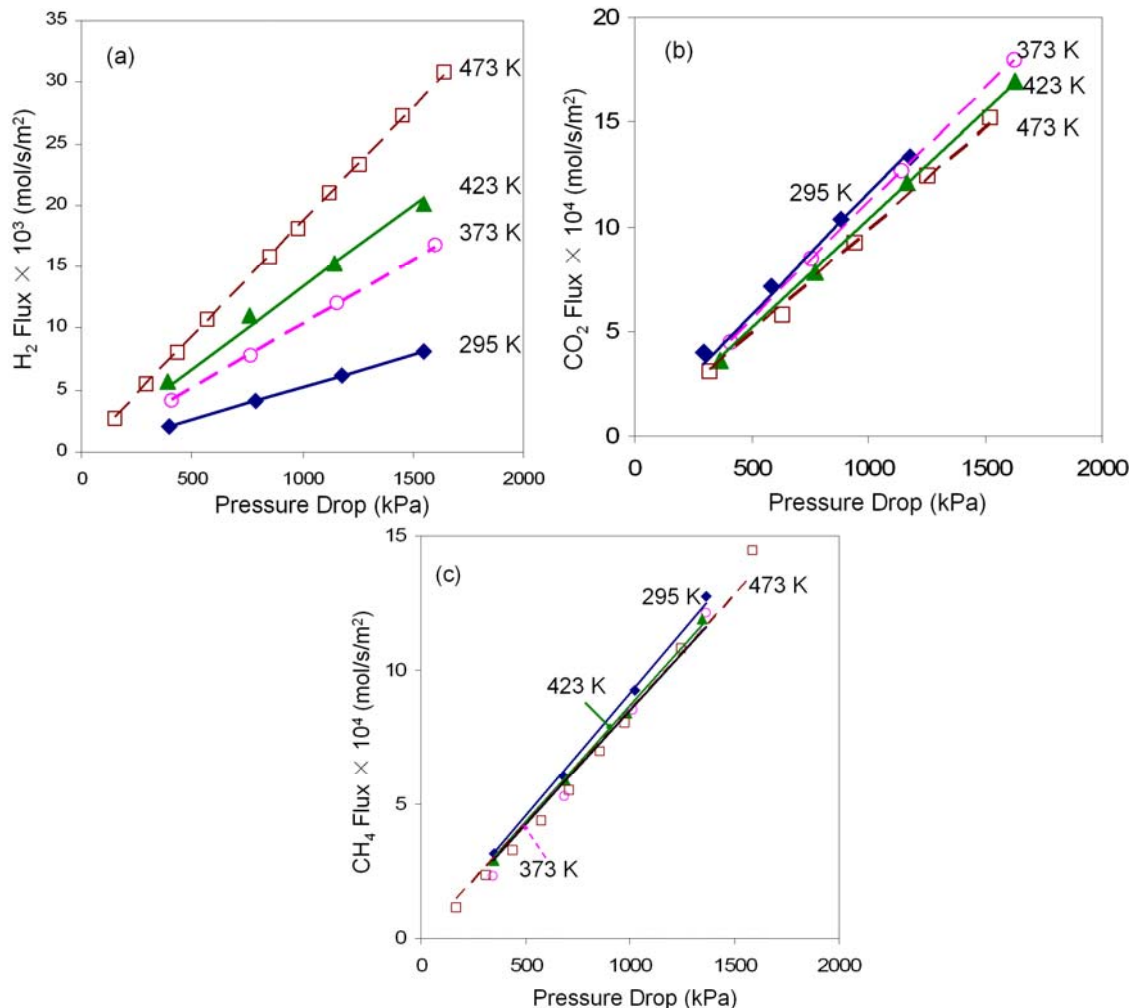 (a)
H₂ Flux × 10³ (mol/s/m²)
35
30
25
20
15
10
5
0
473 K
423 K
373 K
295 K
0 500 1000 1500 2000
Pressure Drop (kPa)
(b)
CO₂ Flux × 10⁴ (mol/s/m²)
20
15
10
5
0
373 K
423 K
473 K
295 K
0 500 1000 1500 2000
Pressure Drop (kPa)
(c)
CH₄ Flux × 10⁴ (mol/s/m²)
15
10
5
0
295 K
473 K
423 K
373 K
0 500 1000 1500 2000
Pressure Drop (kPa)